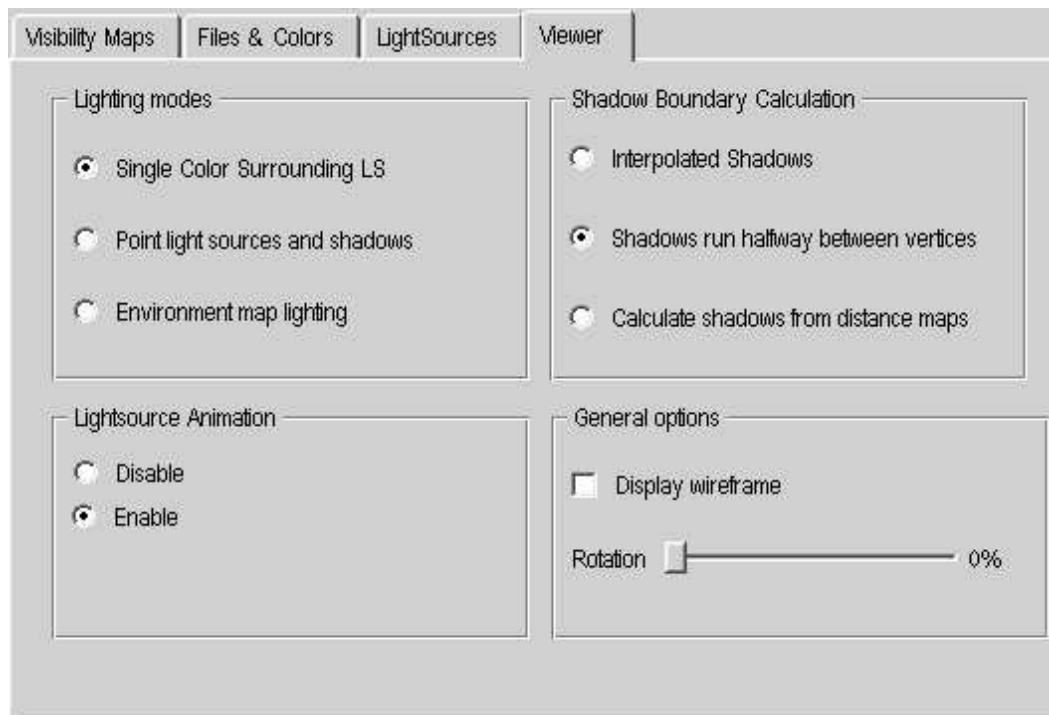 Visibility Maps
Files & Colors
LightSources
Viewer
Lighting modes
Single Color Surrounding LS
Point light sources and shadows
Environment map lighting
Shadow Boundary Calculation
Interpolated Shadows
Shadows run halfway between vertices
Calculate shadows from distance maps
Lightsource Animation
Disable
Enable
General options
Display wireframe
Rotation 0%